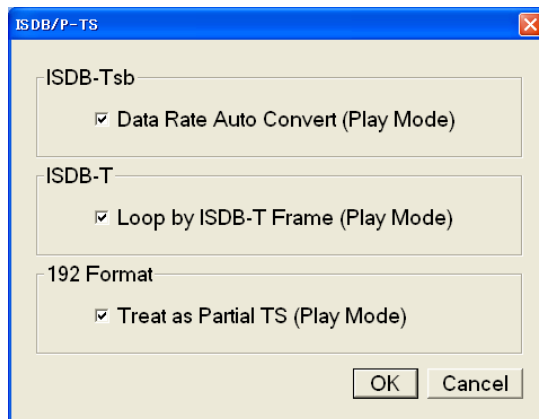 ISDB/P-TS
ISDB-Tsb
Data Rate Auto Convert (Play Mode)
ISDB-T
Loop by ISDB-T Frame (Play Mode)
192 Format
Treat as Partial TS (Play Mode)
OK Cancel